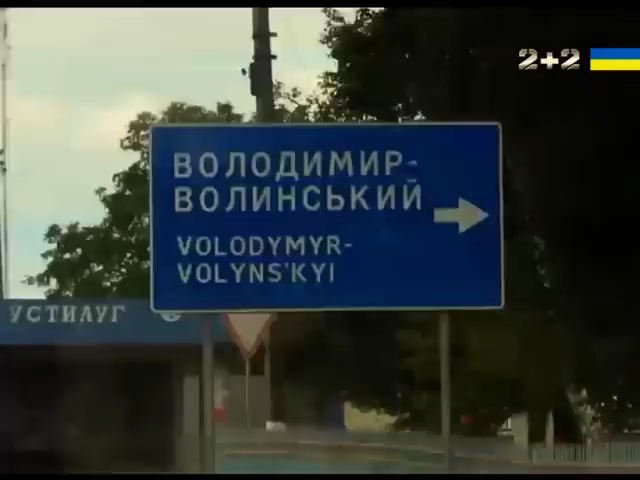 2+2
ВОЛОДИМИР-
ВОЛИНСЬКИЙ
VOLODYMYR-
VOLYNS'KYI
УСТИЛУГ